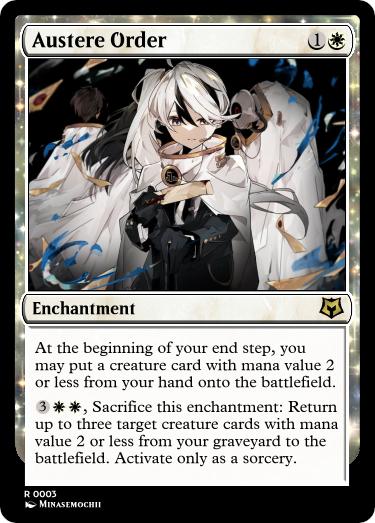 Austere Order 1
Enchantment
At the beginning of your end step, you
may put a creature card with mana value 2
or less from your hand onto the battlefield.
3, Sacrifice this enchantment: Return
up to three target creature cards with mana
value 2 or less from your graveyard to the
battlefield. Activate only as a sorcery.
R 0003
Minasemochii